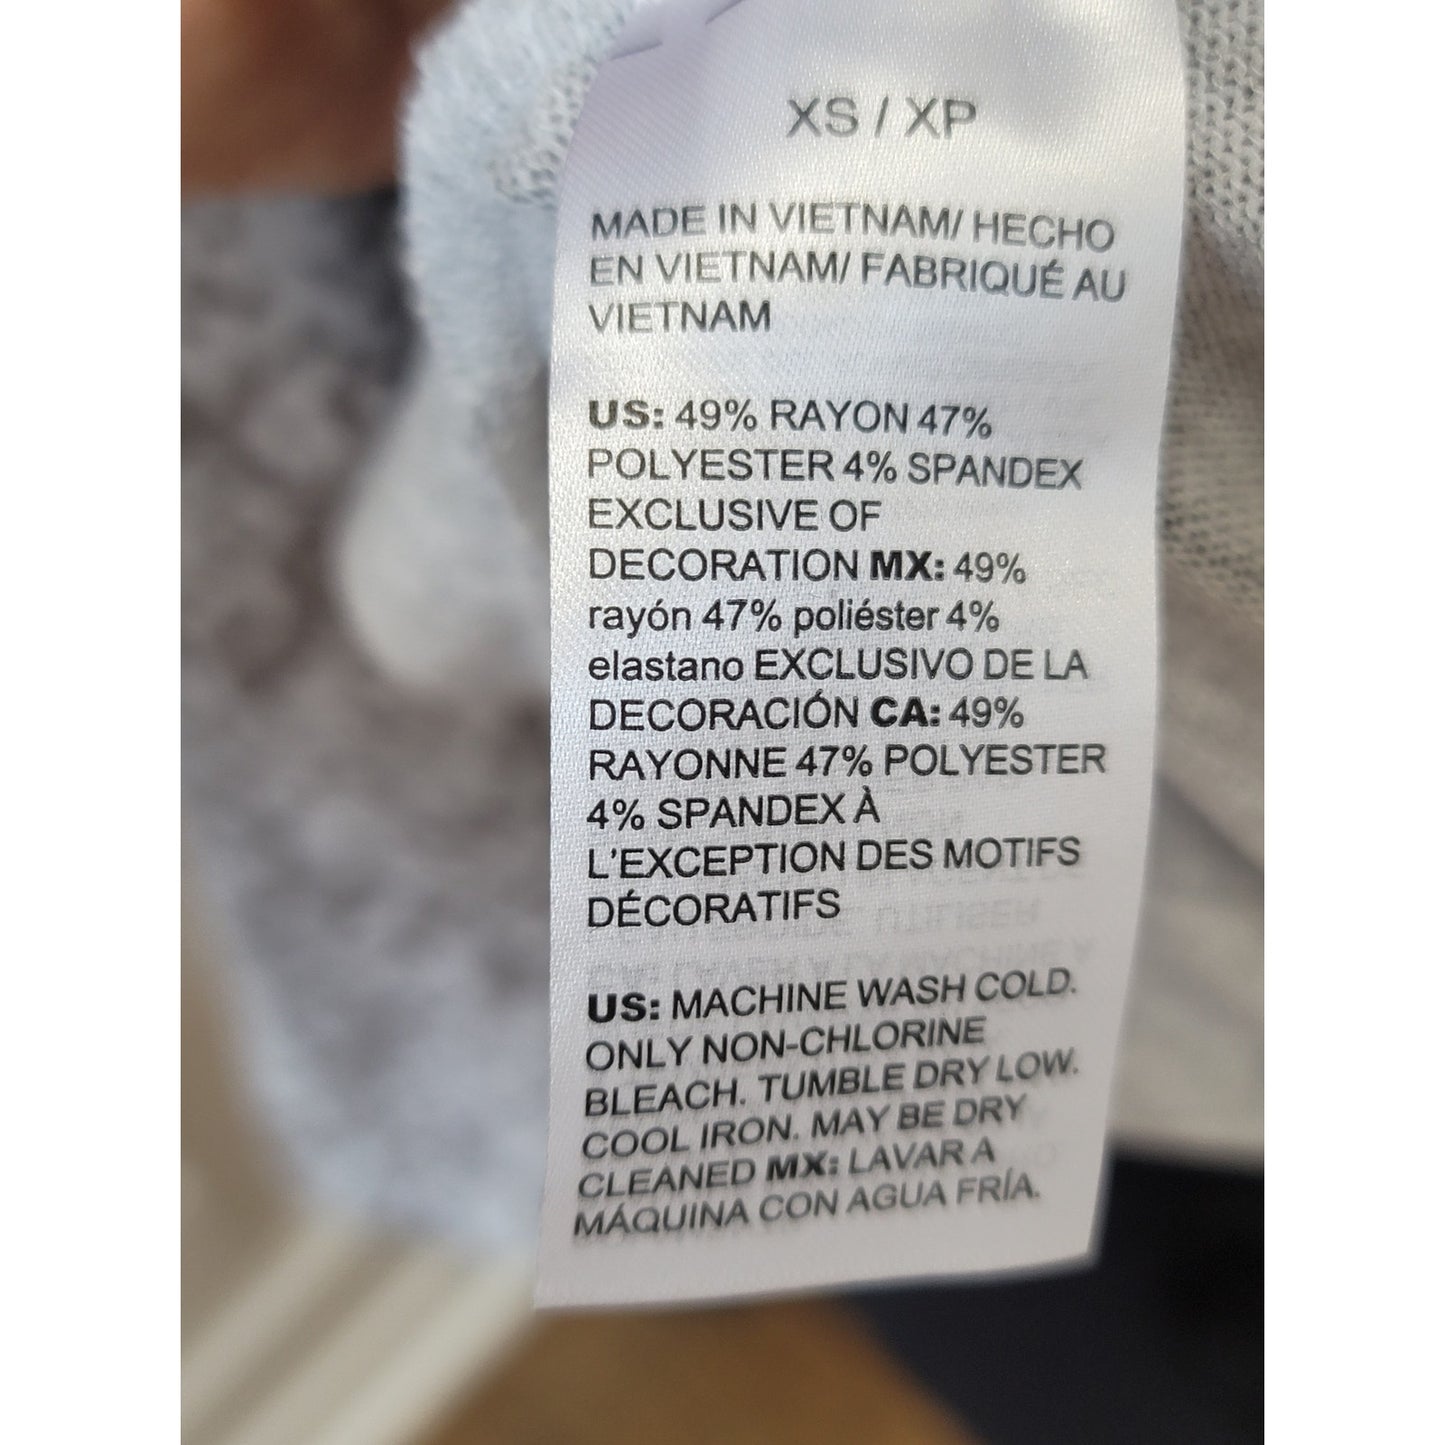 XS / XP
MADE IN VIETNAM/ HECHO
EN VIETNAM/ FABRIQUÉ AU
VIETNAM
US: 49% RAYON 47%
POLYESTER 4% SPANDEX
EXCLUSIVE OF
DECORATION MX: 49%
rayón 47% poliéster 4%
elastano EXCLUSIVO DE LA
DECORACIÓN CA: 49%
RAYONNE 47% POLYESTER
4% SPANDEX À
L'EXCEPTION DES MOTIFS
DÉCORATIFS
US: MACHINE WASH COLD.
ONLY NON-CHLORINE
BLEACH. TUMBLE DRY LOW.
COOL IRON. MAY BE DRY
CLEANED MX: LAVAR A
MÁQUINA CON AGUA FRÍA.